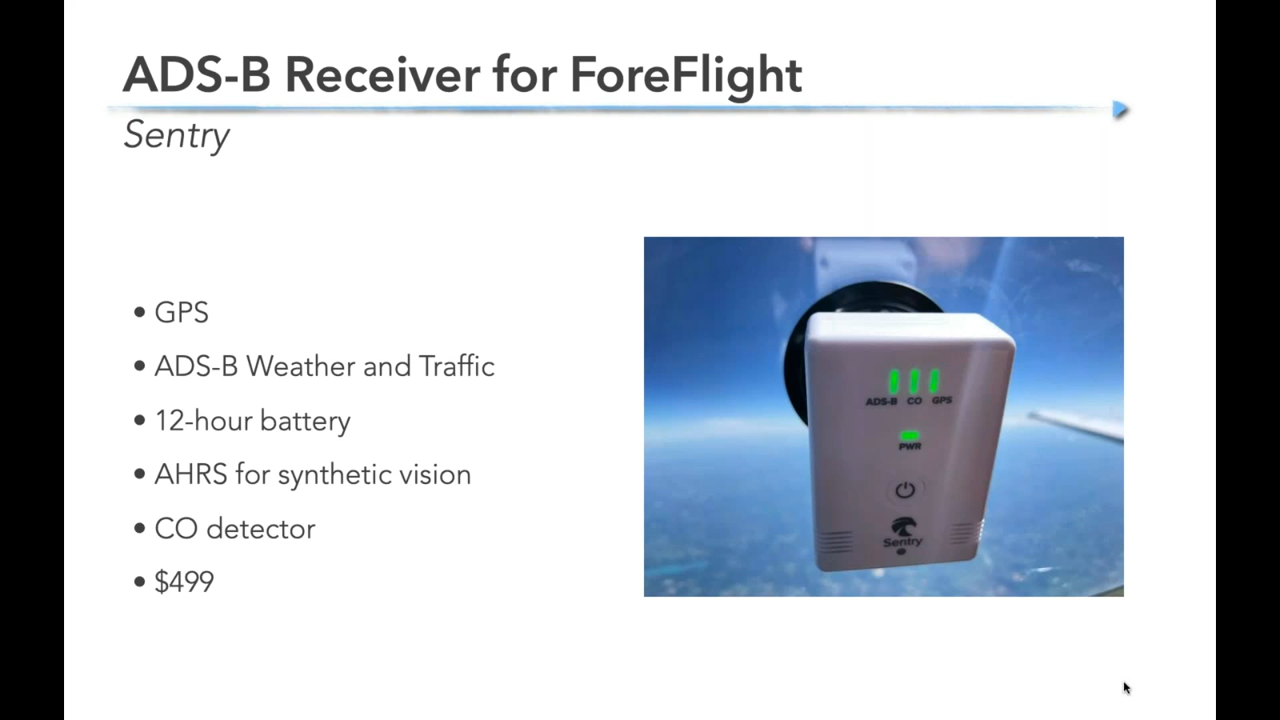 ADS-B Receiver for ForeFlight
Sentry
• GPS
• ADS-B Weather and Traffic
• 12-hour battery
• AHRS for synthetic vision
• CO detector
• $499
ADS-B CO GPS
PWR
Sentry